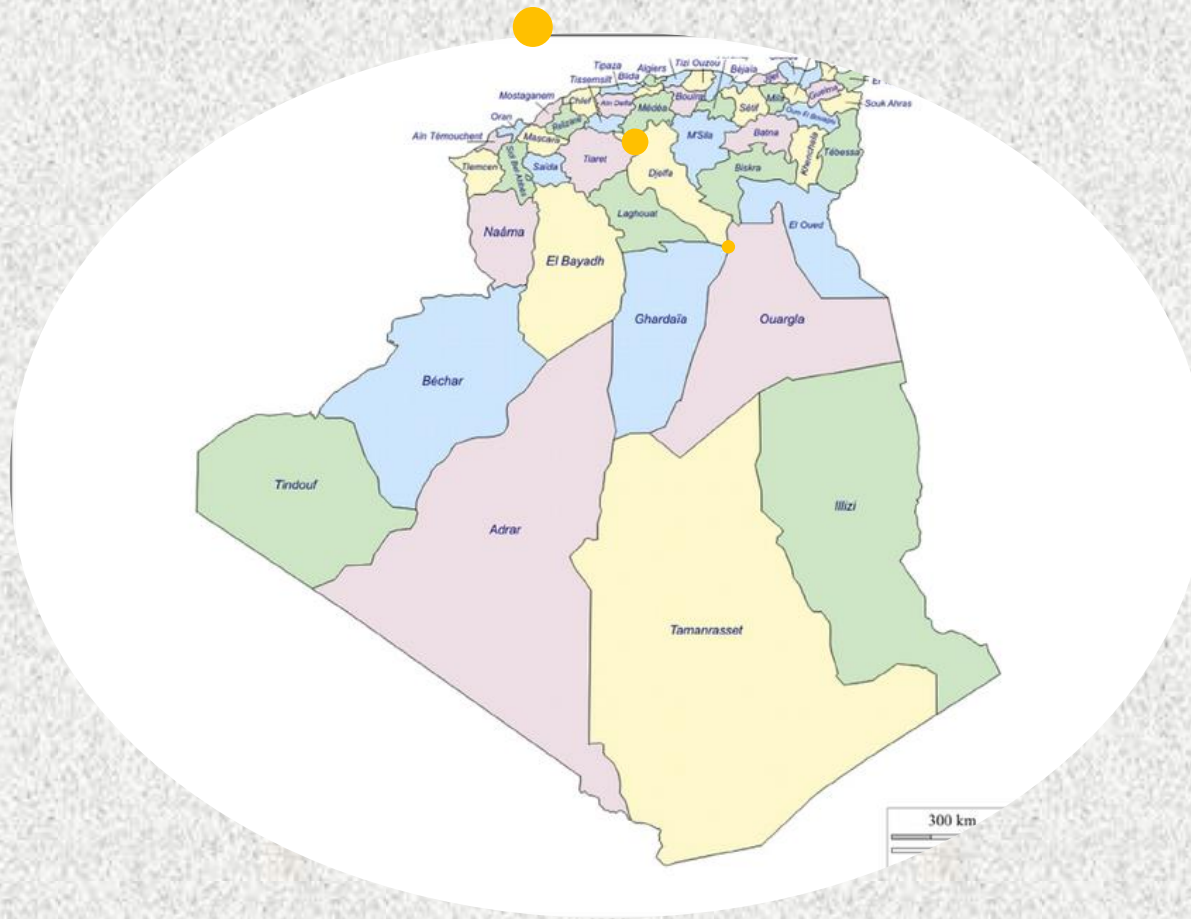 Tipaza
Algiers
Tizi Ouzou
Tissemsilt
Blida
Béjaïa
Mostaganem
Chlef
Aïn Defla
Médéa
Bouira
Sétif
Mila
Guelma
Souk Ahras
Oran
Relizane
Oum El Bouaghi
Aïn Témouchent
Mascara
M'Sila
Batna
Khenchela
Tébessa
Tlemcen
Sidi Bel Abbès
Saïda
Tiaret
Djelfa
Biskra
Laghouat
El Oued
Naâma
El Bayadh
Ghardaïa
Ouargla
Béchar
Tindouf
Adrar
Illizi
Tamanrasset
300 km